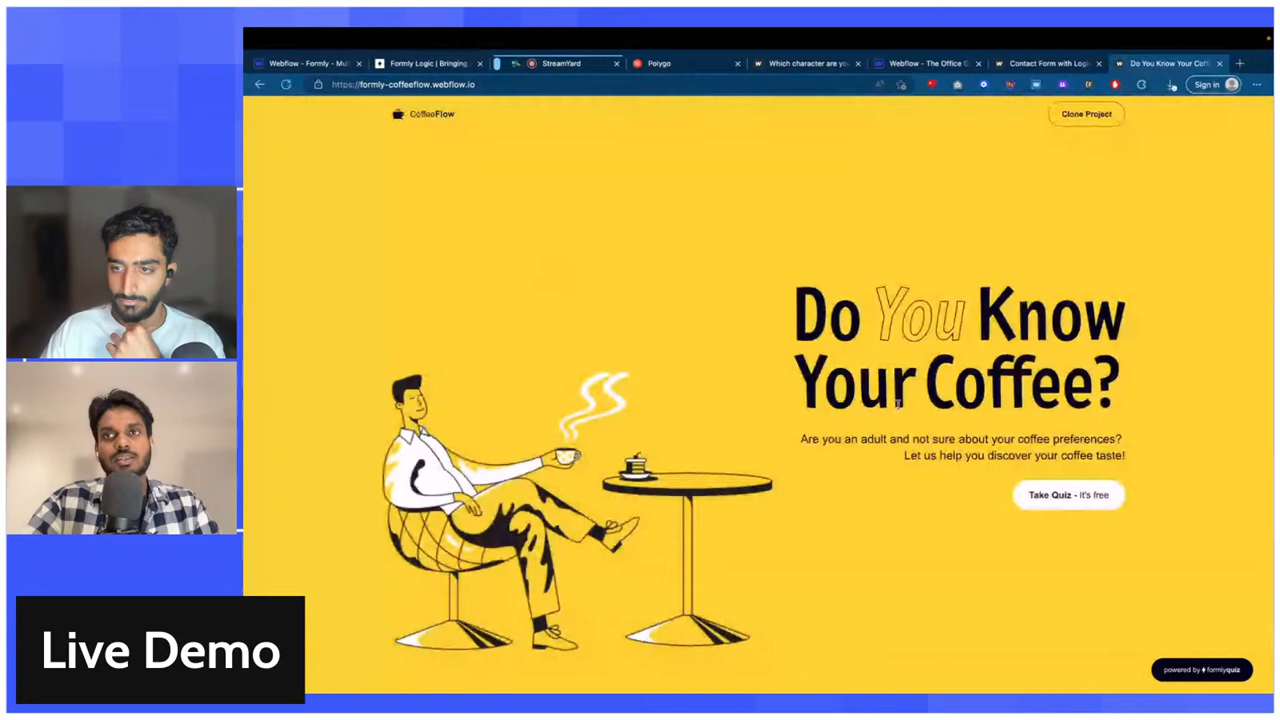 Webflow - Formly - Mul
Formly Logic | Bringing
StreamYard
Polygo
Which character are you
Webflow - The Office Q
Contact Form with Logi
Do You Know Your Coff
https://formly-coffeeflow.webflow.io
Sign in
CoffeeFlow
Clone Project
Do You Know
Your Coffee?
Are you an adult and not sure about your coffee preferences?
Let us help you discover your coffee taste!
Take Quiz - it's free
Live Demo
powered by formlyquiz